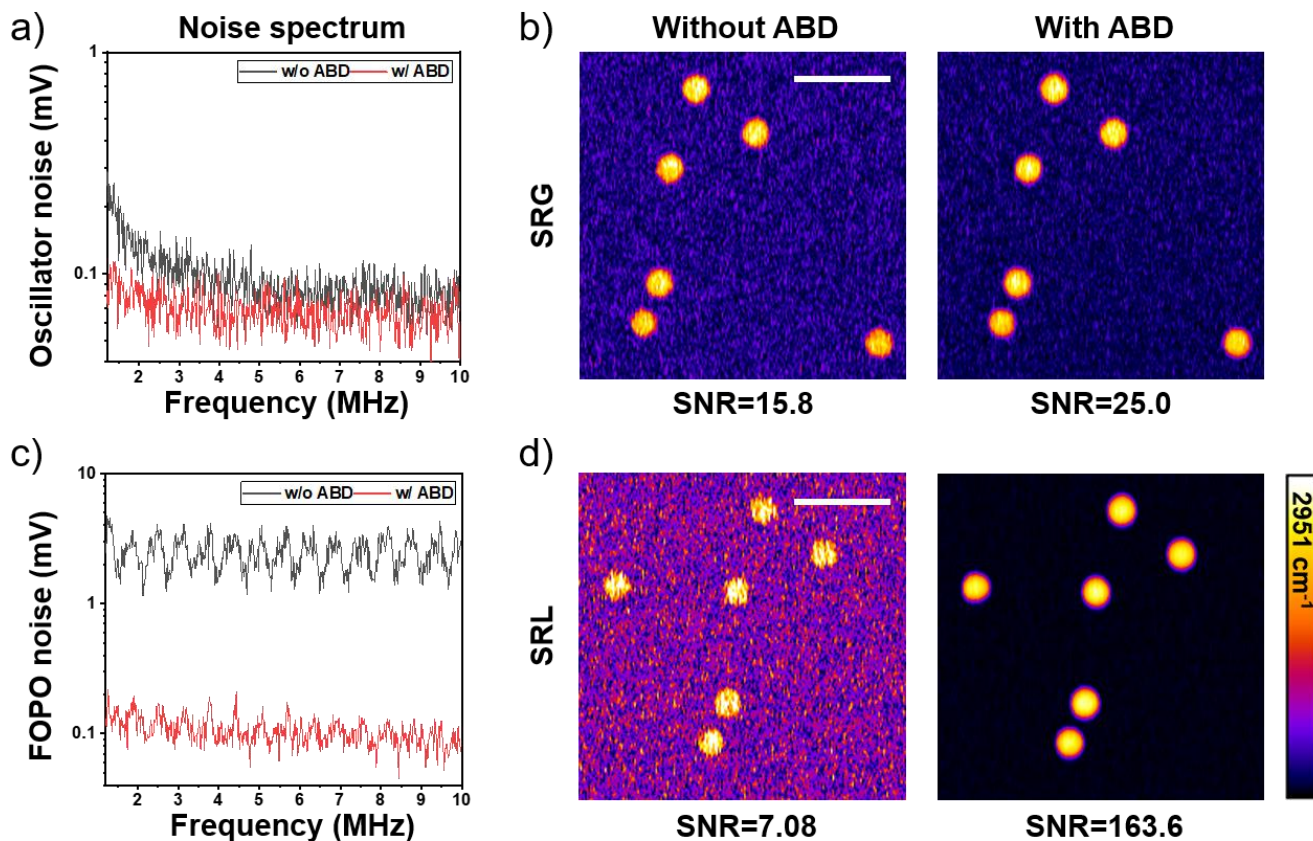 a)
Noise spectrum
1
0.1
Oscillator noise (mV)
w/o ABD
w/ ABD
2 3 4 5 6 7 8 9 10
Frequency (MHz)
b)
Without ABD
With ABD
SRG
SNR=15.8
SNR=25.0
c)
10
1
0.1
FOPO noise (mV)
w/o ABD
w/ ABD
2 3 4 5 6 7 8 9 10
Frequency (MHz)
d)
SRL
SNR=7.08
SNR=163.6
2951 cm⁻¹